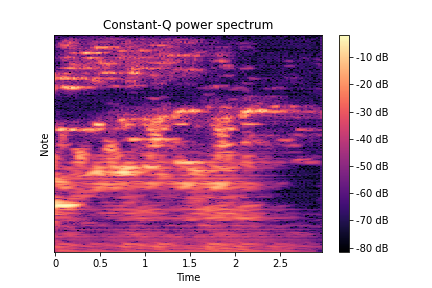 Constant-Q power spectrum
Note
0
0.5
1
1.5
2
2.5
Time
-10 dB
-20 dB
-30 dB
-40 dB
-50 dB
-60 dB
-70 dB
-80 dB